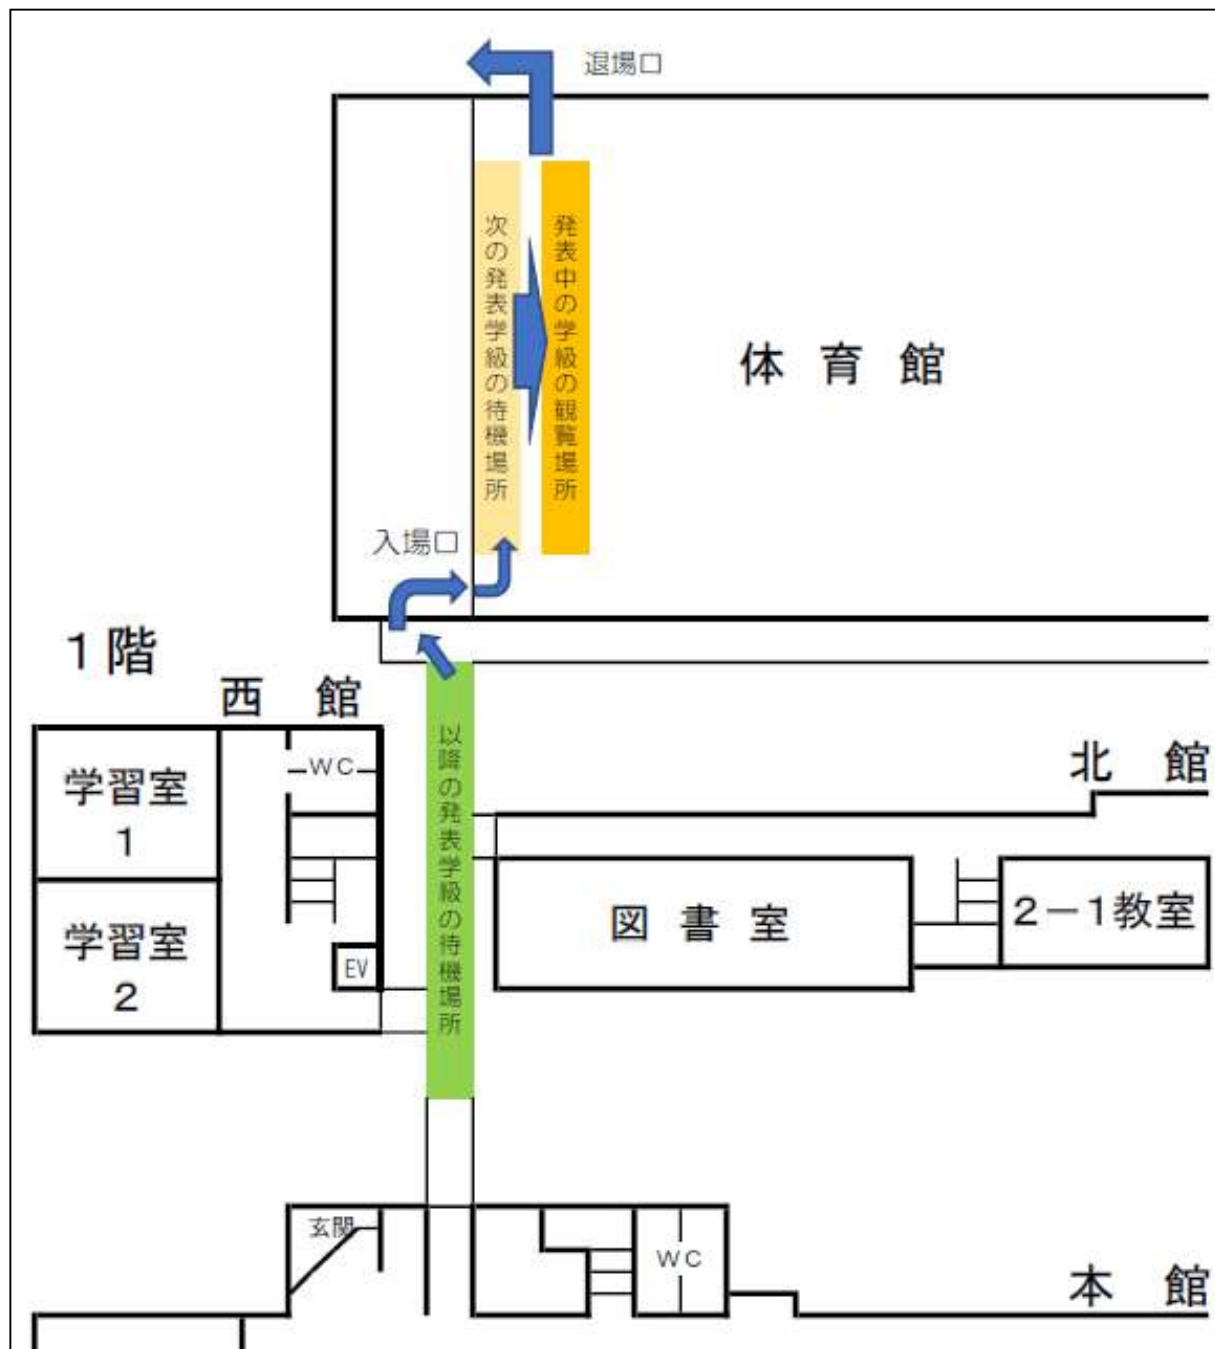 退場口
次の発表学級の待機場所
発表中の学級の観覧場所
体育館
入場口
1階
西館
学習室
1
WC
以降の発表学級の待機場所
北館
学習室
2
EV
図書室
2-1教室
玄関
WC
本館